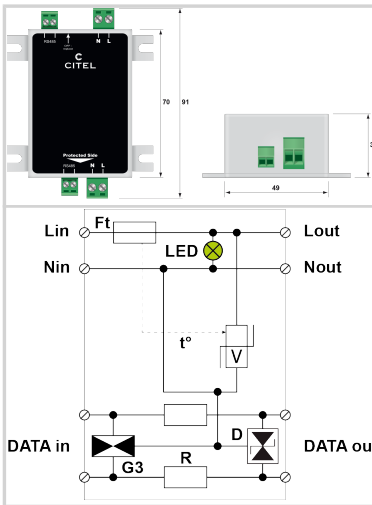 RS485
N L
CITEL
Protected Side
RS485
N L
70
91
49
Lin
Ft
Lout
LED
Nin
Nout
t°
V
DATA in
D
DATA ou
G3
R